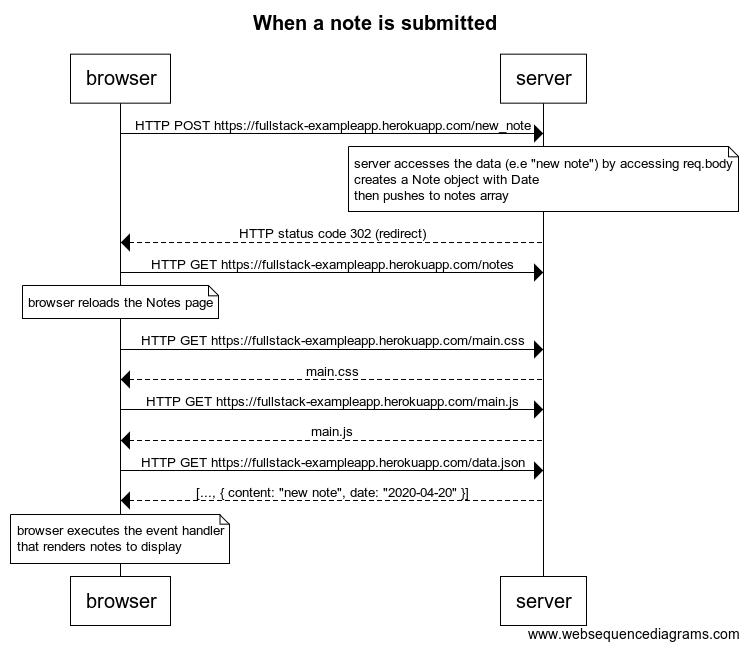 When a note is submitted
browser
server
HTTP POST https://fullstack-exampleapp.herokuapp.com/new_note
server accesses the data (e.e "new note") by accessing req.body
creates a Note object with Date
then pushes to notes array
HTTP status code 302 (redirect)
HTTP GET https://fullstack-exampleapp.herokuapp.com/notes
browser reloads the Notes page
HTTP GET https://fullstack-exampleapp.herokuapp.com/main.css
main.css
HTTP GET https://fullstack-exampleapp.herokuapp.com/main.js
main.js
HTTP GET https://fullstack-exampleapp.herokuapp.com/data.json
[..., { content: "new note", date: "2020-04-20" }]
browser executes the event handler
that renders notes to display
browser
server
www.websequencediagrams.com